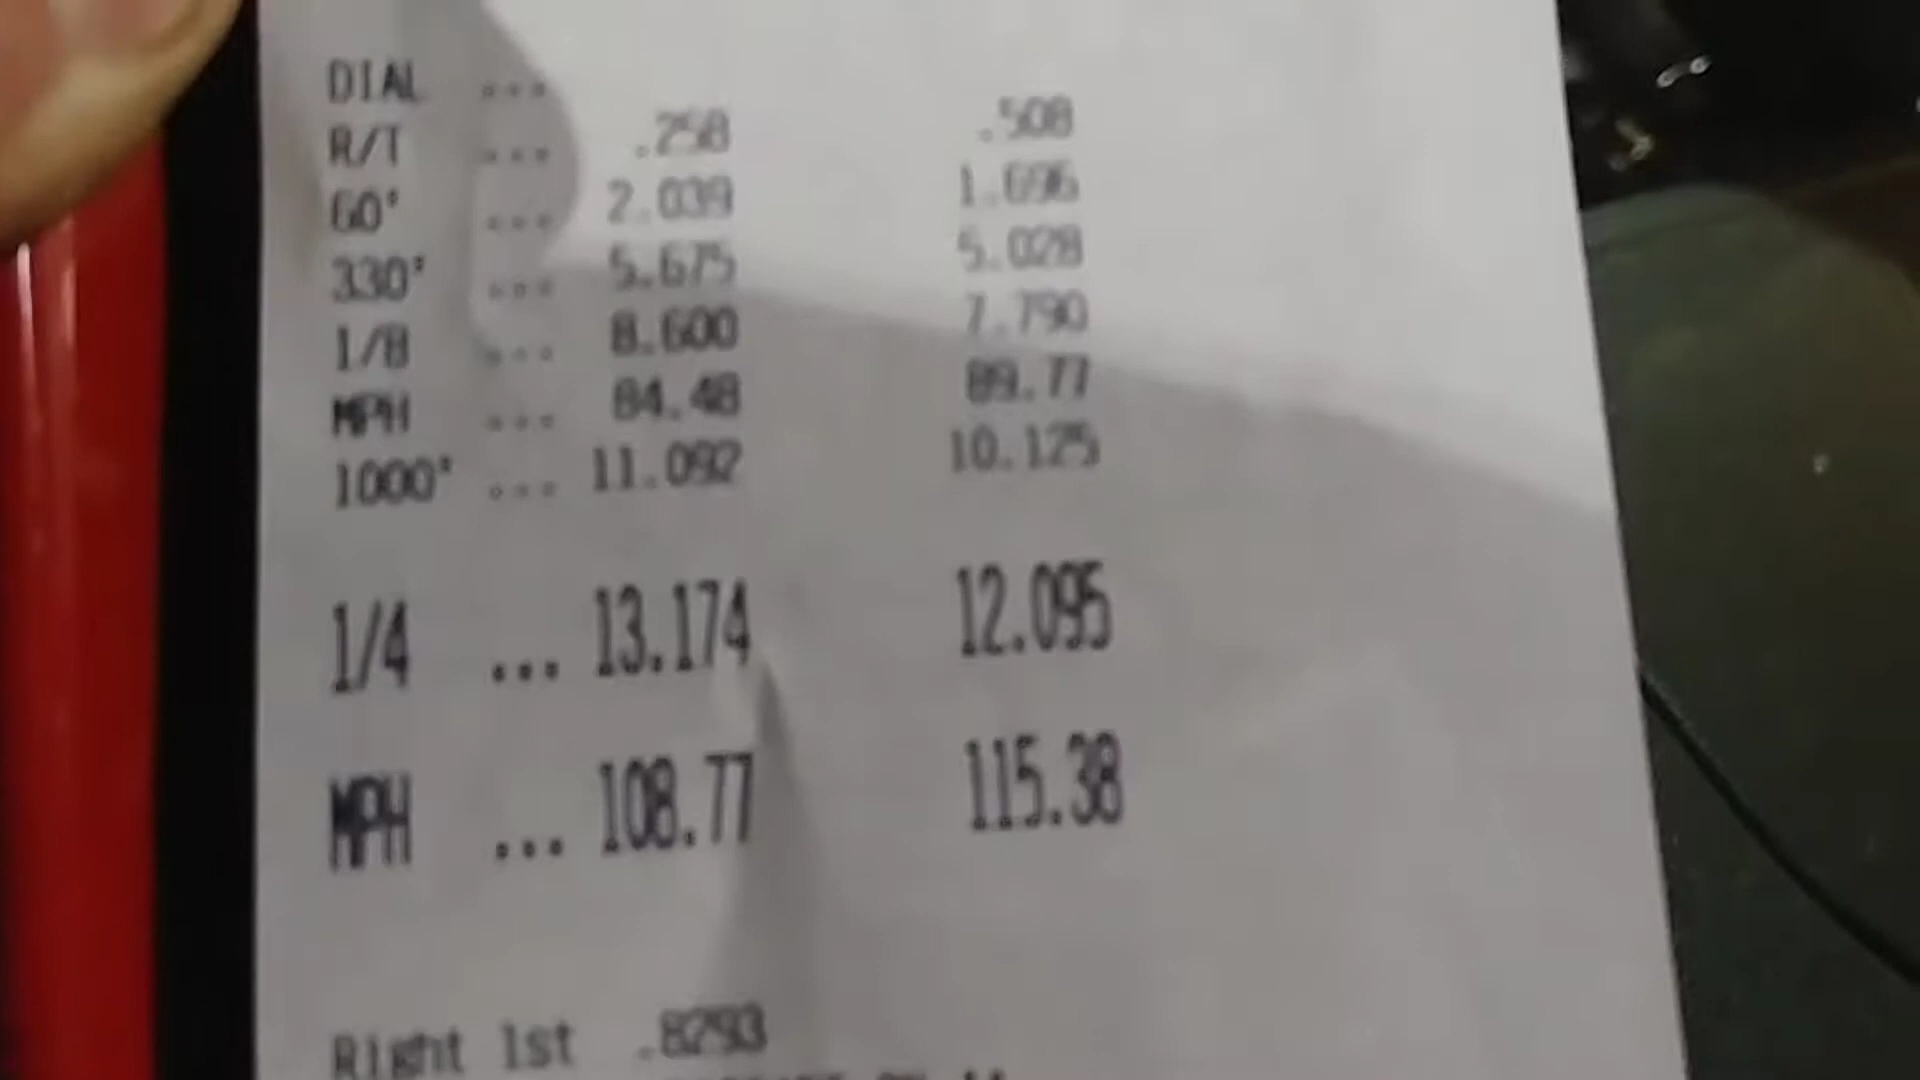 DIAL ...
R/T ... .258 .508
60' ... 2.039 1.696
330' ... 5.675 5.028
1/8 ... 8.600 7.790
MPH ... 84.48 89.77
1000' ... 11.092 10.125
1/4 ... 13.174 12.095
MPH ... 108.77 115.38
Right 1st .8293